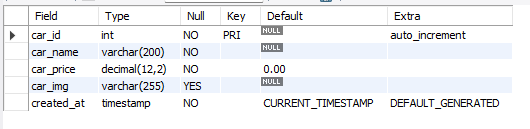 Field Type Null Key Default Extra
car_id int NO PRI NULL auto_increment
car_name varchar(200) NO NULL
car_price decimal(12,2) NO 0.00
car_img varchar(255) YES NULL
created_at timestamp NO CURRENT_TIMESTAMP DEFAULT_GENERATED